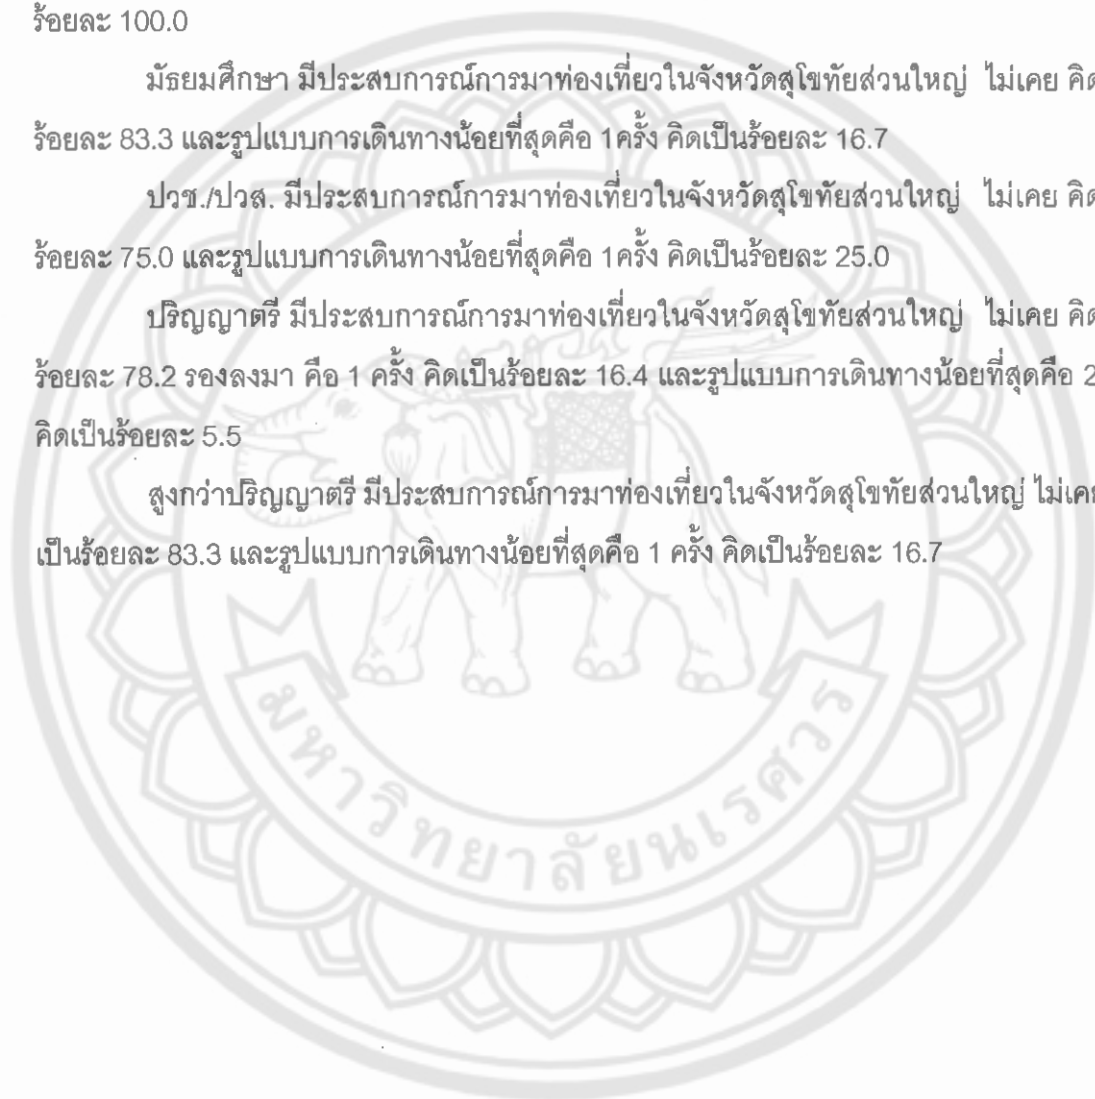 ร้อยละ 100.0
มัธยมศึกษา มีประสบการณ์การมาท่องเที่ยวในจังหวัดสุโขทัยส่วนใหญ่ ไม่เคย คิด
ร้อยละ 83.3 และรูปแบบการเดินทางน้อยที่สุดคือ 1ครั้ง คิดเป็นร้อยละ 16.7
ปวช./ปวส. มีประสบการณ์การมาท่องเที่ยวในจังหวัดสุโขทัยส่วนใหญ่ ไม่เคย คิด
ร้อยละ 75.0 และรูปแบบการเดินทางน้อยที่สุดคือ 1ครั้ง คิดเป็นร้อยละ 25.0
ปริญญาตรี มีประสบการณ์การมาท่องเที่ยวในจังหวัดสุโขทัยส่วนใหญ่ ไม่เคย คิด
ร้อยละ 78.2 รองลงมา คือ 1 ครั้ง คิดเป็นร้อยละ 16.4 และรูปแบบการเดินทางน้อยที่สุดคือ 2
คิดเป็นร้อยละ 5.5
สูงกว่าปริญญาตรี มีประสบการณ์การมาท่องเที่ยวในจังหวัดสุโขทัยส่วนใหญ่ ไม่เคย
เป็นร้อยละ 83.3 และรูปแบบการเดินทางน้อยที่สุดคือ 1 ครั้ง คิดเป็นร้อยละ 16.7
มหาวิทยาลัยนเรศวร